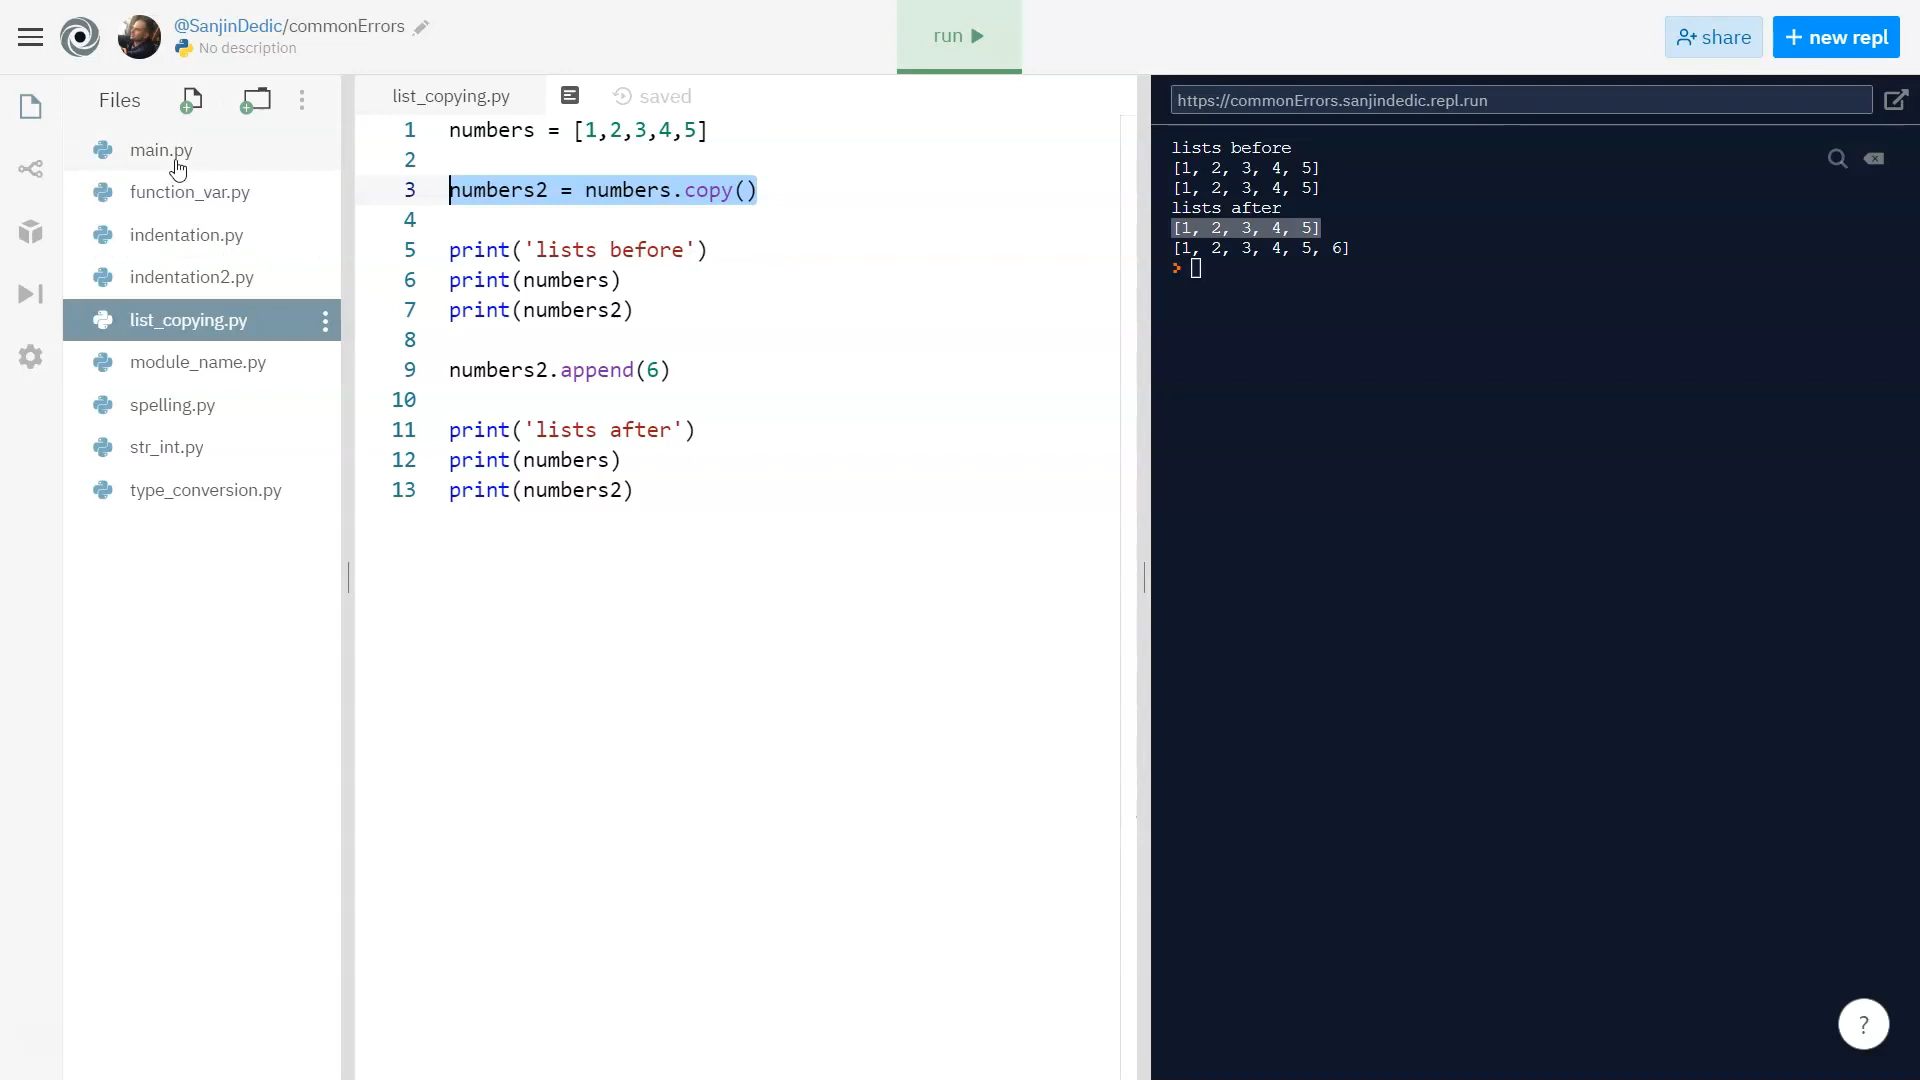 @SanjinDedic/commonErrors
No description
run
share
+ new repl
Files
main.py
function_var.py
indentation.py
indentation2.py
list_copying.py
module_name.py
spelling.py
str_int.py
type_conversion.py
list_copying.py
saved
1 numbers = [1,2,3,4,5]
2
3 numbers2 = numbers.copy()
4
5 print('lists before')
6 print(numbers)
7 print(numbers2)
8
9 numbers2.append(6)
10
11 print('lists after')
12 print(numbers)
13 print(numbers2)
https://commonErrors.sanjindedic.repl.run
lists before
[1, 2, 3, 4, 5]
[1, 2, 3, 4, 5]
lists after
[1, 2, 3, 4, 5]
[1, 2, 3, 4, 5, 6]
>
?